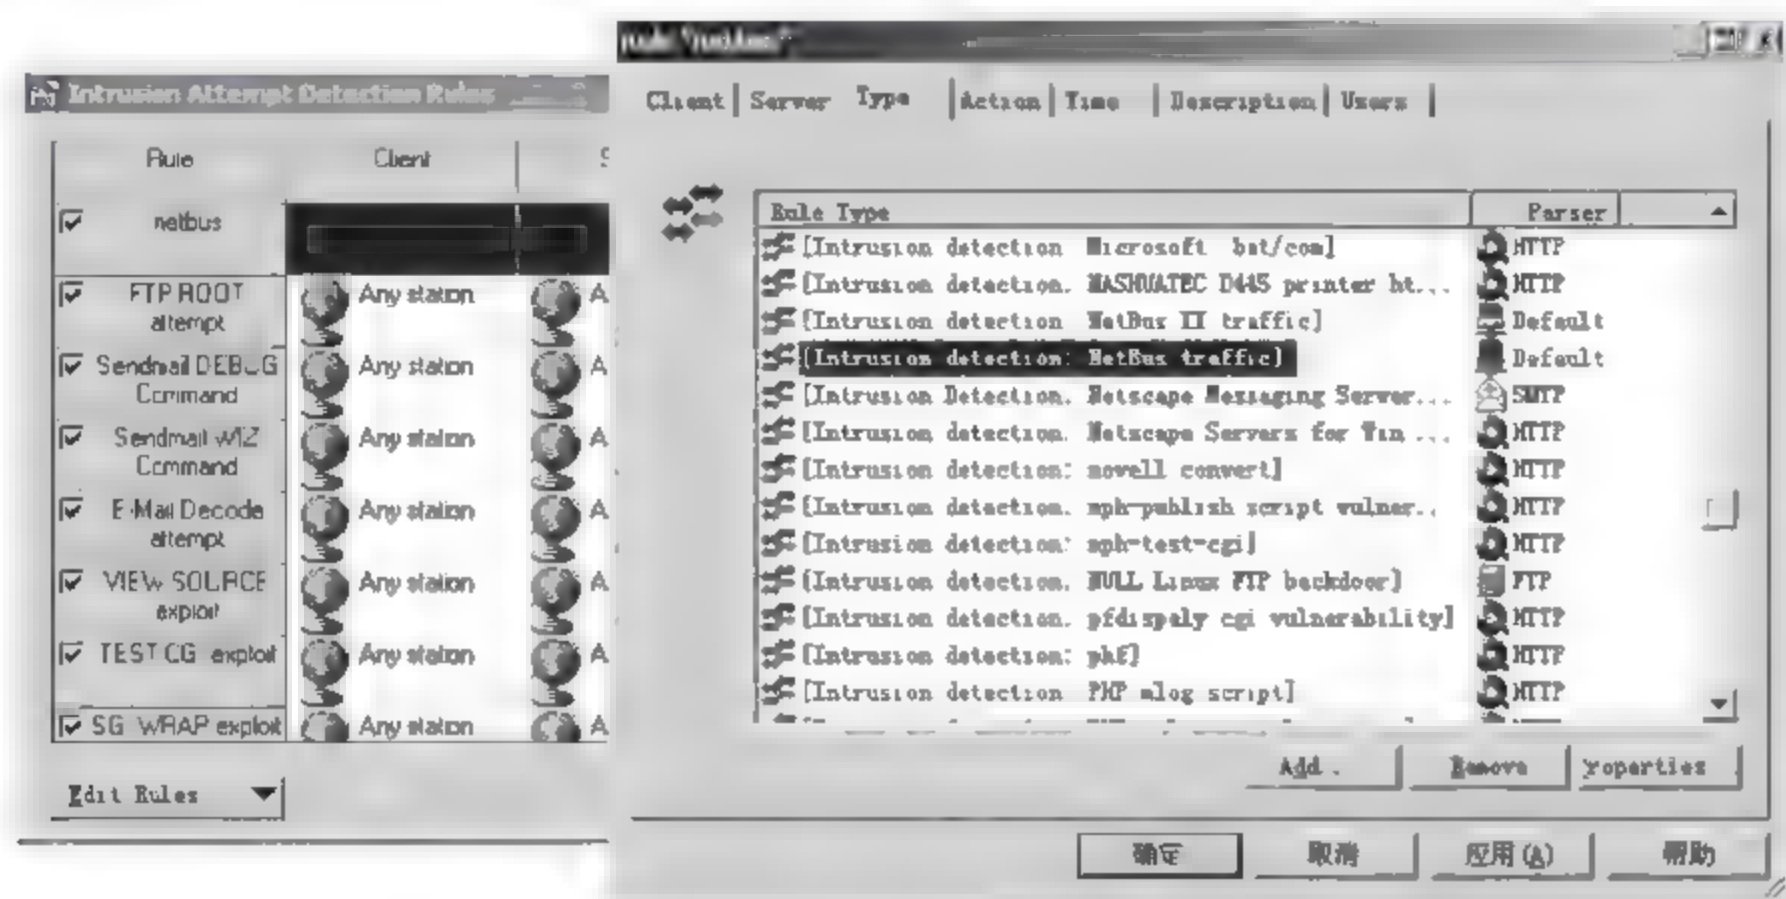 Intrusion Attempt Detection Rules
Rule Client
netbus
FTP ROOT
attempt
Any station
Sendmail DEBUG
Command
Any station
Sendmail WIZ
Command
Any station
E-Mail Decode
attempt
Any station
VIEW SOURCE
exploit
Any station
TEST CG exploit
Any station
SG WRAP exploit
Any station
Edit Rules
Client Server Type Action Time Description Users
Rule Type Parser
[Intrusion detection Microsoft bat/com] HTTP
[Intrusion detection. NASHUATEC D445 printer ht... HTTP
[Intrusion detection NetBus II traffic] Default
[Intrusion detection: NetBus traffic] Default
[Intrusion Detection. Netscape Messaging Server... SMTP
[Intrusion detection. Netscape Servers for Win ... HTTP
[Intrusion detection: novell convert] HTTP
[Intrusion detection. nph-publish script vulner.. HTTP
[Intrusion detection: nph-test-cgi] HTTP
[Intrusion detection. NULL Linux FTP backdoor] FTP
[Intrusion detection. pfdispaly cgi vulnerability] HTTP
[Intrusion detection: phf] HTTP
[Intrusion detection PHP mlog script] HTTP
Add . Remove roperties
确定 取消 应用(A) 帮助